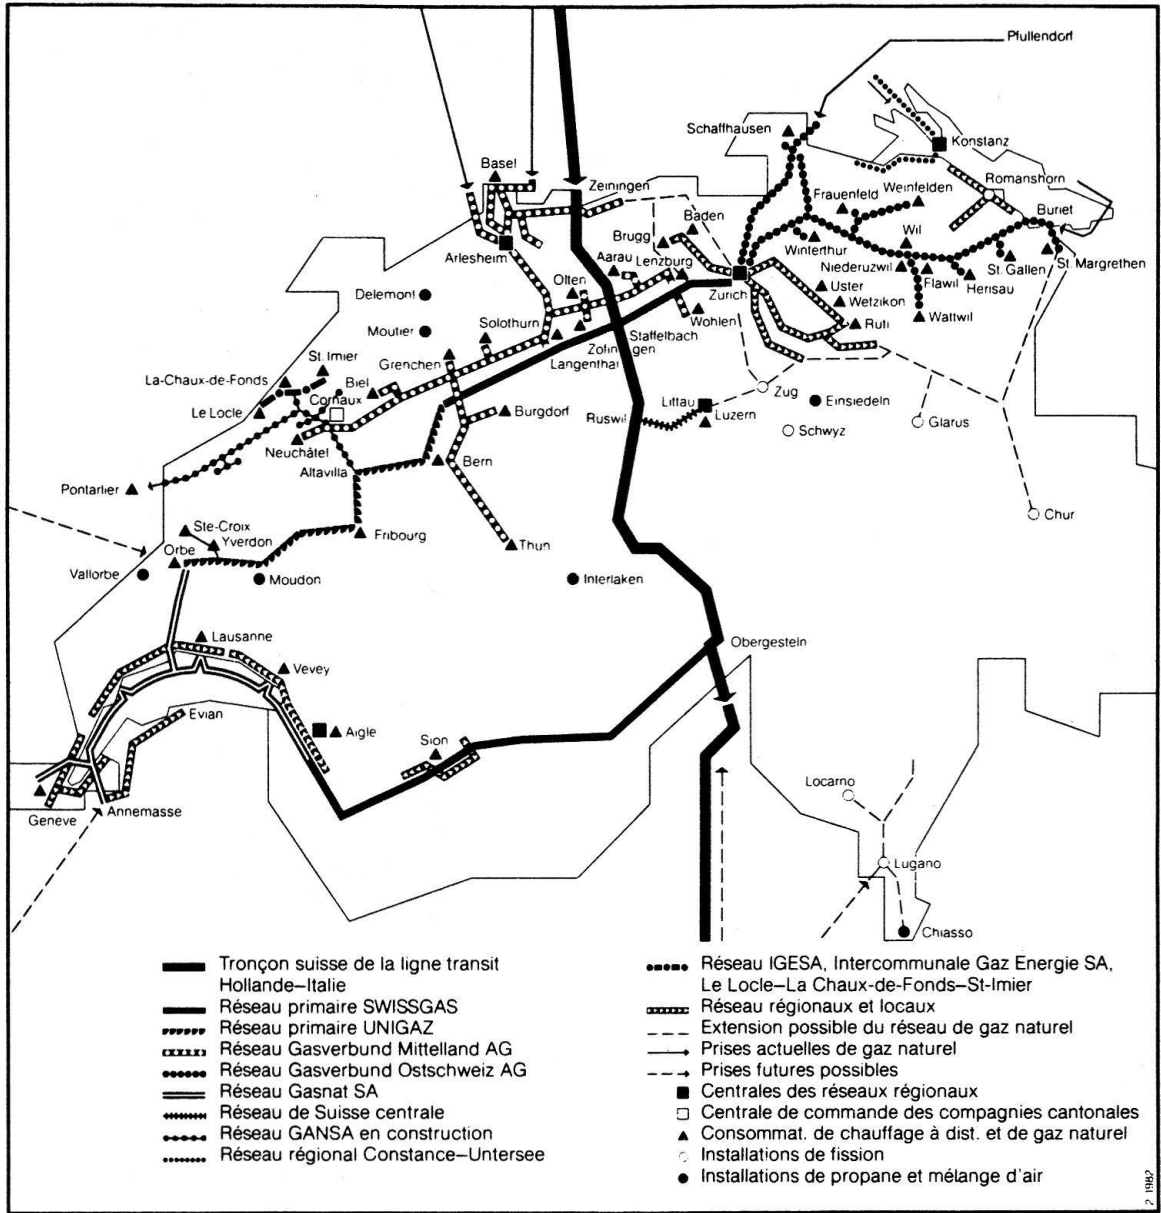 Pfullendorf
Schaffhausen
Konstanz
Basel
Zeiningen
Romanshorn
Weinfelden
Frauenfeld
Buriet
Baden
Brugg
Wil
Arlesheim
Aarau
Lenzburg
Winterthur
Niederuzwil
St. Gallen
St. Margrethen
Flawil
Herisau
Olten
Zürich
Uster
Delemont
Wetzikon
Wohlen
Wattwil
Moutier
Solothurn
Rüti
Staffelbach
Zofingen
St. Imier
Grenchen
Langenthal
La-Chaux-de-Fonds
Biel
Zug
Einsiedeln
Le Locle
Cornaux
Littau
Burgdorf
Ruswil
Luzern
Schwyz
Glarus
Neuchâtel
Altavilla
Bern
Pontarlier
Chur
Ste-Croix
Yverdon
Fribourg
Thun
Orbe
Vallorbe
Moudon
Interlaken
Lausanne
Obergesteln
Vevey
Evian
Aigle
Sion
Locarno
Genève
Annemasse
Lugano
Chiasso
Tronçon suisse de la ligne transit
Hollande–Italie
Réseau primaire SWISSGAS
Réseau primaire UNIGAZ
Réseau Gasverbund Mittelland AG
Réseau Gasverbund Ostschweiz AG
Réseau Gasnat SA
Réseau de Suisse centrale
Réseau GANSA en construction
Réseau régional Constance–Untersee
Réseau IGESA, Intercommunale Gaz Energie SA,
Le Locle–La Chaux-de-Fonds–St-Imier
Réseau régionaux et locaux
Extension possible du réseau de gaz naturel
Prises actuelles de gaz naturel
Prises futures possibles
Centrales des réseaux régionaux
Centrale de commande des compagnies cantonales
Consommat. de chauffage à dist. et de gaz naturel
Installations de fission
Installations de propane et mélange d'air
2 1982